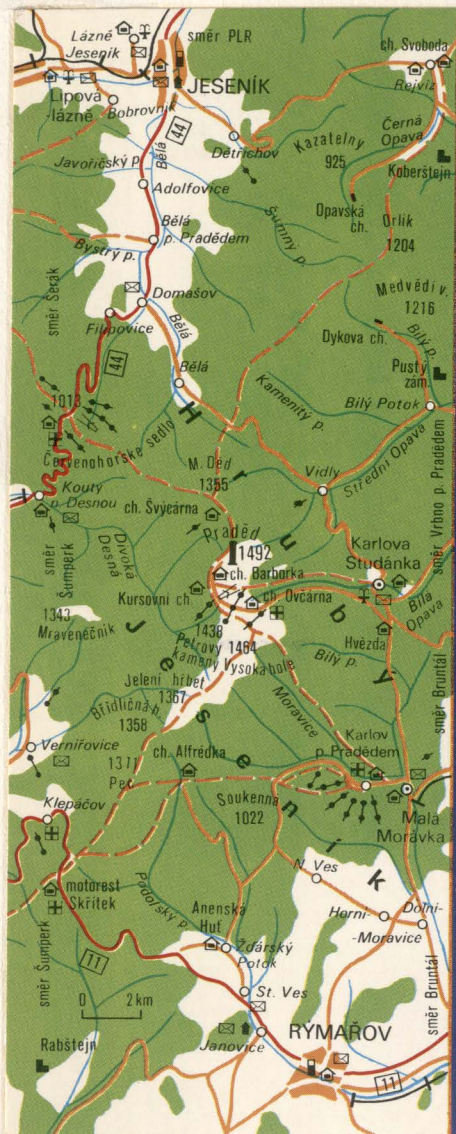 Lázně
Jeseník
směr PLR
JESENÍK
Lipová
lázně
Bobrovník
44
Bělá
ch. Svoboda
Rejvíz
Černá
Opava
Kazatelny
925
Koberštejn
Dětřichov
Javořický p.
Adolfovice
Opavská
ch.
Orlík
1204
Šumný p.
Bělá
p. Pradědem
Bystrý p.
Medvědí v.
1216
směr Šerák
Domašov
Filipovice
Bělá
Dykova ch.
Bílý p.
Pustý
zám.
44
Bělá
Kamenitý p.
Bílý Potok
1013
Červenohorské sedlo
Hrubý
Jeseník
M. Děd
1355
Vidly
Střední Opava
Kouty
n. Desnou
ch. Švýcárna
směr Vrbno p. Pradědem
směr
Šumperk
Divoká
Desná
Praděd
1492
ch. Barborka
Karlova
Studánka
Kursovní ch.
ch. Ovčárna
Bílá
Opava
1343
Mravenečník
1438
Petrovy
kameny
1464
Vysoká hole
Hvězda
Bílý p.
Jelení hřbet
1367
Moravice
směr Bruntál
Břidličná h.
1358
Verniřovice
1311
Pec
ch. Alfrédka
Karlov
p. Pradědem
Klepáčov
Soukenná
1022
Malá
Morávka
N. Ves
motorest
Skřítek
Podolský p.
Anenská
Huť
Horní-
Dolní-
-Moravice
11
Žďárský
Potok
směr Šumperk
0 2 km
St. Ves
směr Bruntál
RÝMAŘOV
Janovice
Rabštejn
11